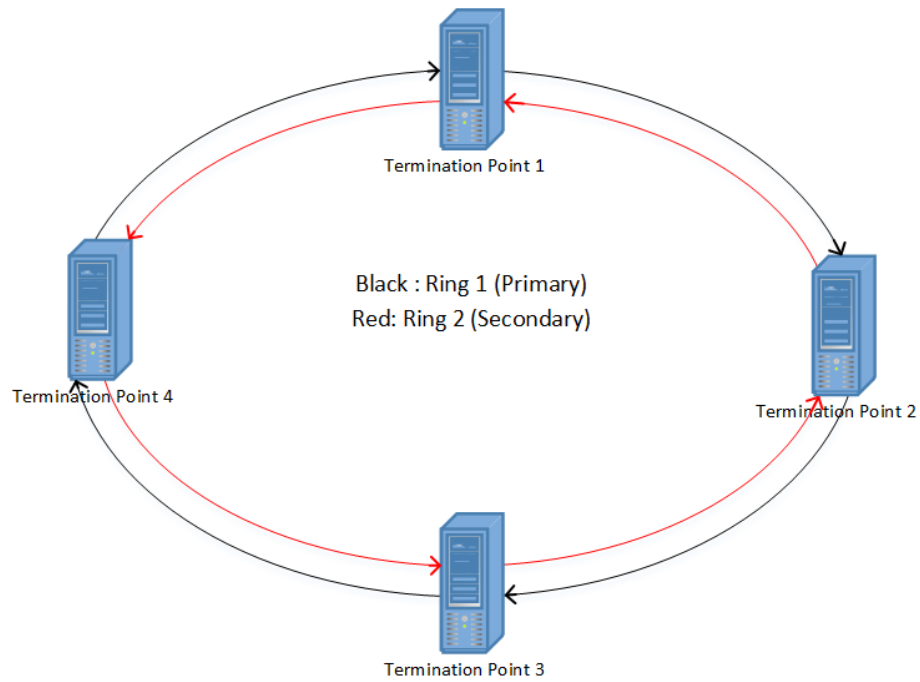 Termination Point 1
Black : Ring 1 (Primary)
Red: Ring 2 (Secondary)
Termination Point 4
Termination Point 2
Termination Point 3